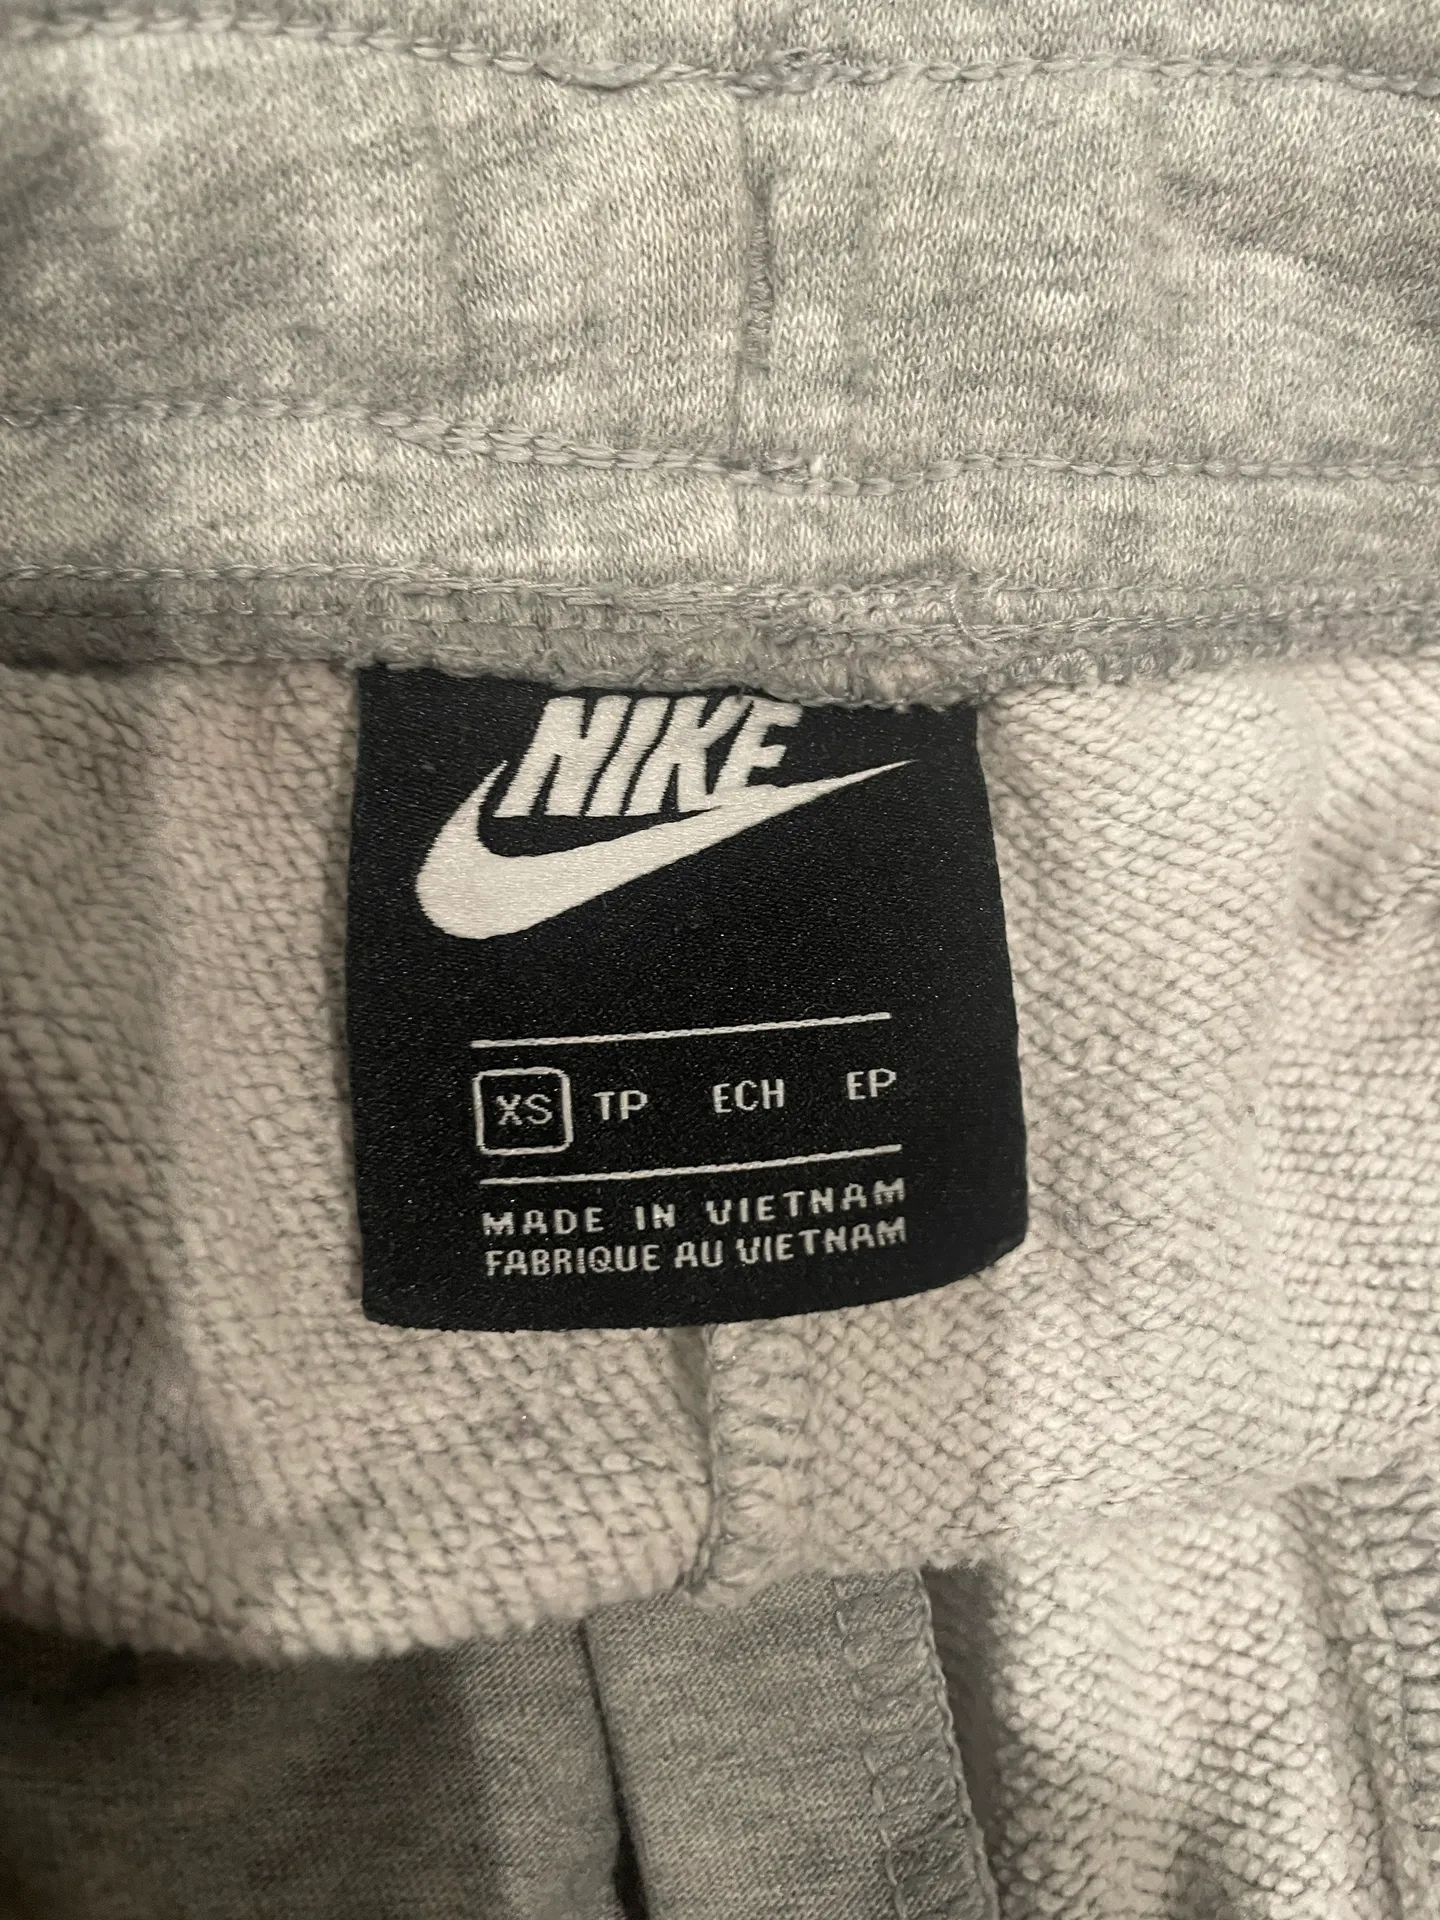 NIKE
XS TP ECH EP
MADE IN VIETNAM
FABRIQUE AU VIETNAM